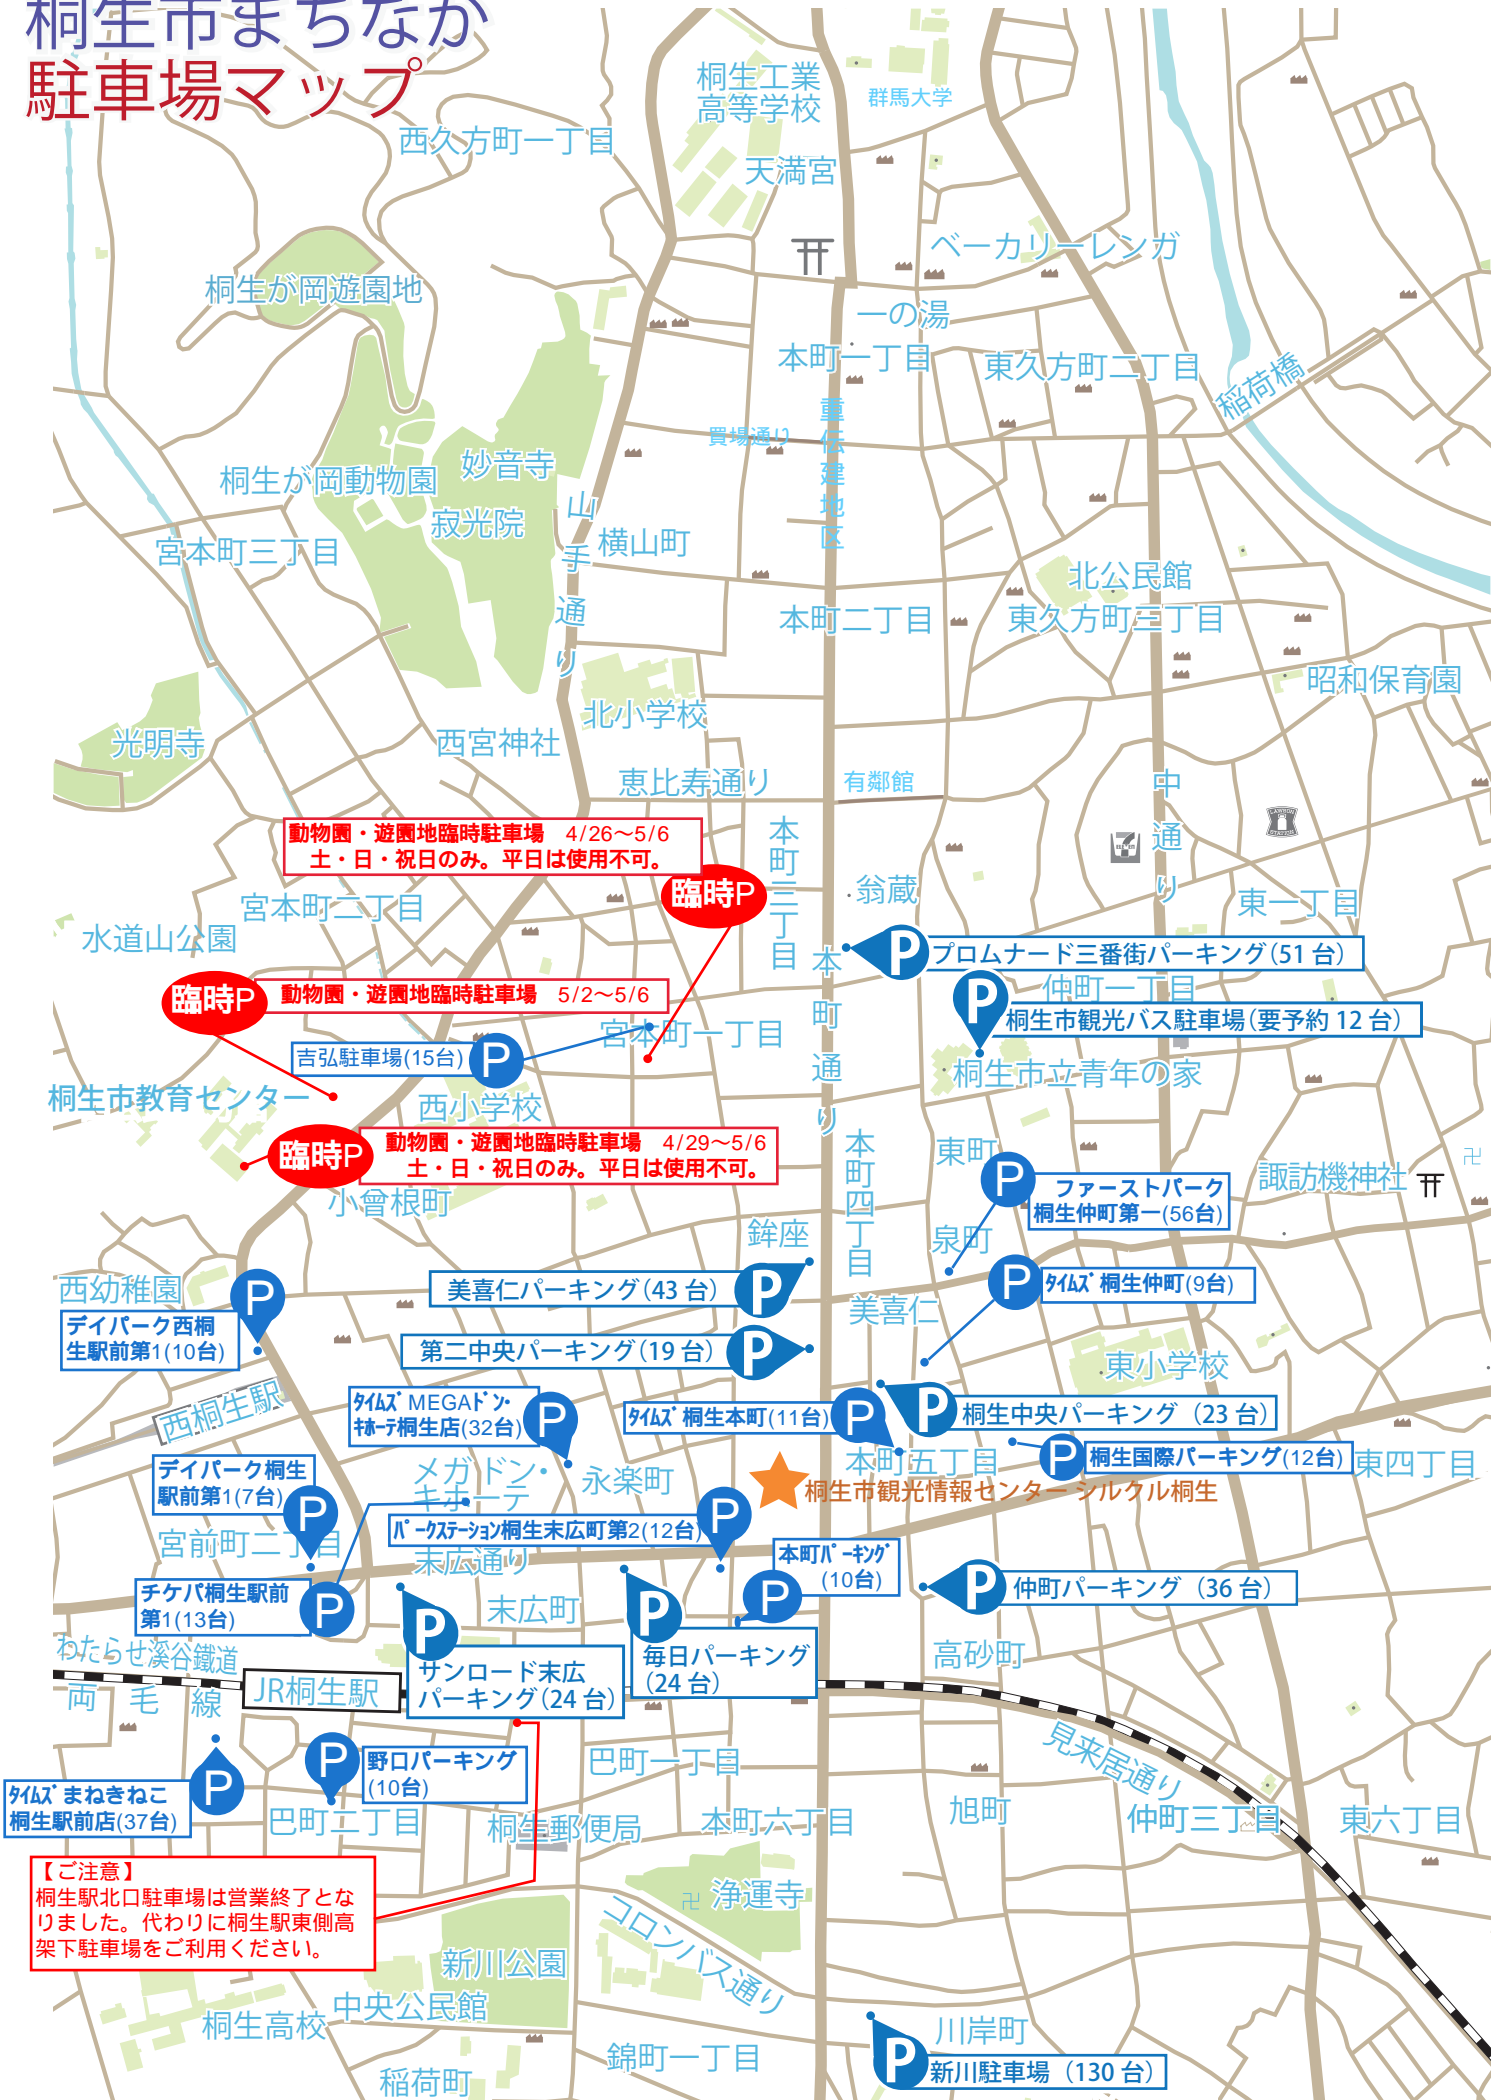 桐生市まちなか
駐車場マップ
桐生工業
高等学校
群馬大学
西久方町一丁目
天満宮
ベーカリーレンガ
桐生が岡遊園地
一の湯
本町一丁目
東久方町二丁目
稲荷橋
重伝建地区
買場通り
妙音寺
桐生が岡動物園
寂光院
山手通り
横山町
宮本町三丁目
北公民館
本町二丁目
東久方町三丁目
昭和保育園
北小学校
光明寺
西宮神社
恵比寿通り
有鄰館
中通り
動物園・遊園地臨時駐車場　4/26〜5/6
土・日・祝日のみ。平日は使用不可。
臨時P
本町三丁目
翁蔵
東一丁目
宮本町二丁目
水道山公園
本町通り
P
プロムナード三番街パーキング(51 台)
臨時P
動物園・遊園地臨時駐車場　5/2〜5/6
仲町一丁目
P
桐生市観光バス駐車場(要予約 12 台)
宮本町一丁目
吉弘駐車場(15台)
P
桐生市立青年の家
桐生市教育センター
西小学校
臨時P
動物園・遊園地臨時駐車場　4/29〜5/6
土・日・祝日のみ。平日は使用不可。
本町四丁目
東町
諏訪機神社
小曾根町
P
ファーストパーク
桐生仲町第一(56台)
鉾座
泉町
西幼稚園
P
デイパーク西桐
生駅前第1(10台)
美喜仁パーキング(43 台)
P
P
ﾀｲﾑｽﾞ桐生仲町(9台)
美喜仁
第二中央パーキング(19 台)
P
東小学校
西桐生駅
ﾀｲﾑｽﾞMEGAﾄﾞﾝ･
ｷﾎｰﾃ桐生店(32台)
P
ﾀｲﾑｽﾞ桐生本町(11台)
P
P
桐生中央パーキング（23 台）
本町五丁目
P
桐生国際パーキング(12台)
東四丁目
デイパーク桐生
駅前第1(7台)
P
メガ ドン・
キホーテ
永楽町
桐生市観光情報センター シルクル桐生
宮前町二丁目
ﾊﾟｰｸｽﾃｰｼｮﾝ桐生末広町第2(12台)
P
末広通り
本町ﾊﾟｰｷﾝｸﾞ
(10台)
P
チケパ桐生駅前
第1(13台)
P
末広町
P
仲町パーキング（36 台）
P
サンロード末広
パーキング(24 台)
P
毎日パーキング
(24 台)
わたらせ渓谷鐵道
両毛線
JR桐生駅
高砂町
見来居通り
P
野口パーキング
(10台)
巴町一丁目
ﾀｲﾑｽﾞまねきねこ
桐生駅前店(37台)
P
巴町二丁目
桐生郵便局
本町六丁目
旭町
仲町三丁目
東六丁目
【ご注意】
桐生駅北口駐車場は営業終了とな
りました。代わりに桐生駅東側高
架下駐車場をご利用ください。
浄運寺
コロンバス通り
新川公園
中央公民館
桐生高校
川岸町
錦町一丁目
稲荷町
P
新川駐車場（130 台）